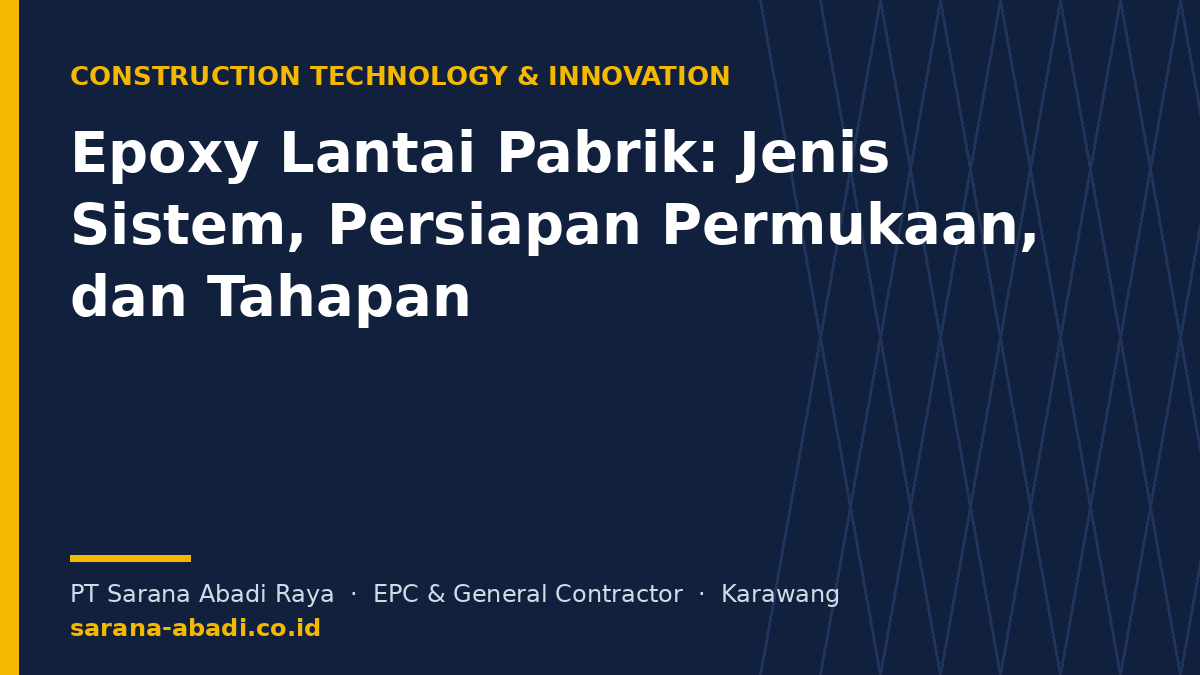 CONSTRUCTION TECHNOLOGY & INNOVATION
Epoxy Lantai Pabrik: Jenis
Sistem, Persiapan Permukaan,
dan Tahapan
PT Sarana Abadi Raya · EPC & General Contractor · Karawang
sarana-abadi.co.id